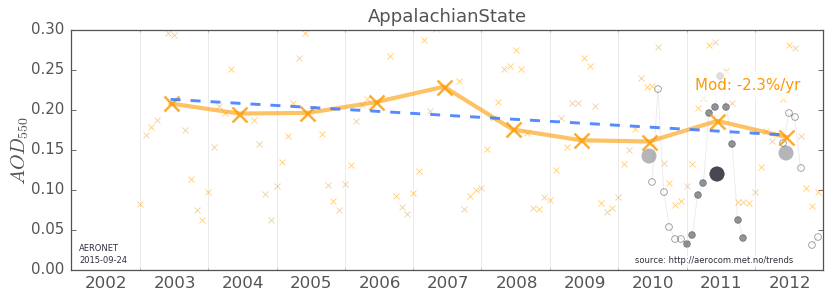 AppalachianState
0.30
0.25
0.20
0.15
0.10
0.05
0.00
AOD550
Mod: -2.3%/yr
AERONET
2015-09-24
source: http://aerocom.met.no/trends
2002 2003 2004 2005 2006 2007 2008 2009 2010 2011 2012